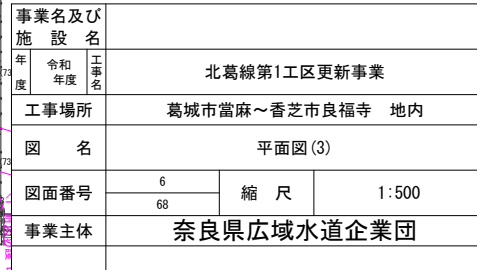 事業名及び
施設名
年度 令和 年度 工事名 北葛線第1工区更新事業
工事場所 葛城市當麻～香芝市良福寺 地内
図名 平面図(3)
図面番号 6 68 縮尺 1:500
事業主体 奈良県広域水道企業団